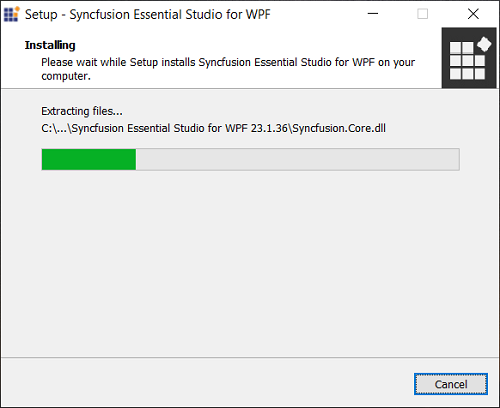 Setup - Syncfusion Essential Studio for WPF
Installing
Please wait while Setup installs Syncfusion Essential Studio for WPF on your
computer.
Extracting files...
C:\...\Syncfusion Essential Studio for WPF 23.1.36\Syncfusion.Core.dll
Cancel